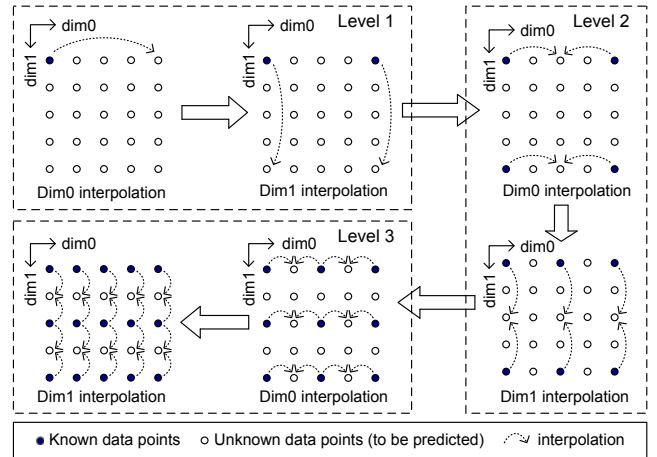 Level 1
dim0
dim1
Dim0 interpolation
dim0
dim1
Dim1 interpolation
Level 2
dim0
dim1
Dim0 interpolation
dim0
dim1
Dim1 interpolation
Level 3
dim0
dim1
Dim0 interpolation
dim0
dim1
Dim1 interpolation
Known data points
Unknown data points (to be predicted)
interpolation